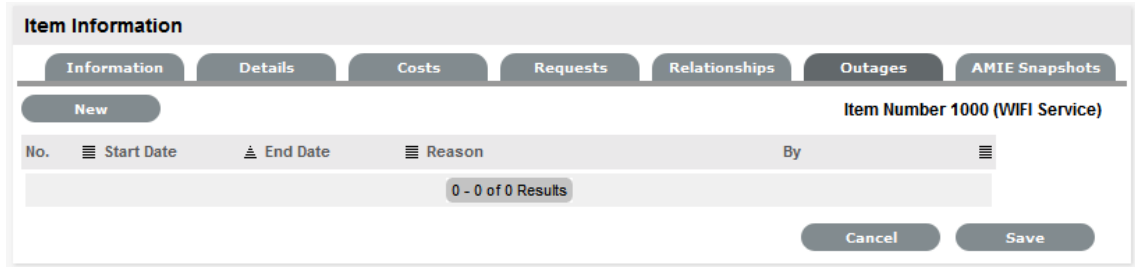 Item Information
Information Details Costs Requests Relationships Outages AMIE Snapshots
New Item Number 1000 (WIFI Service)
No. Start Date End Date Reason By
0 - 0 of 0 Results
Cancel Save